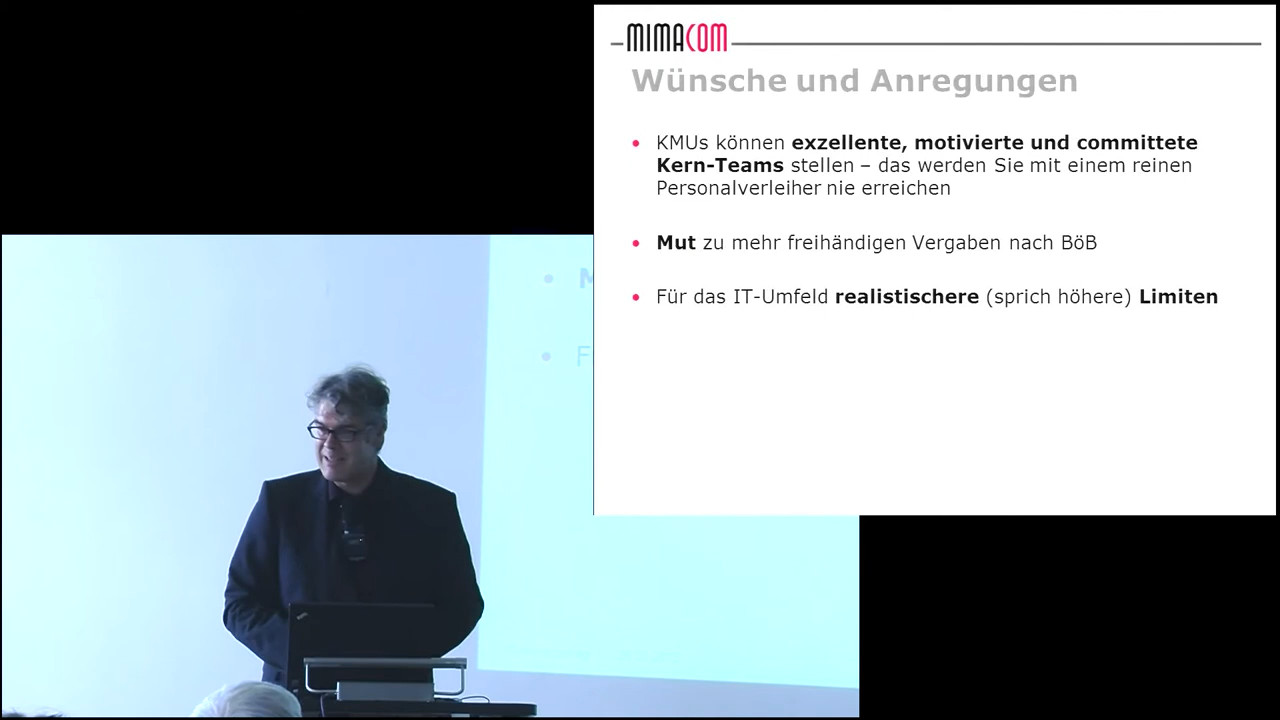 MIMACOM
Wünsche und Anregungen
• KMUs können exzellente, motivierte und committete
Kern-Teams stellen – das werden Sie mit einem reinen
Personalverleiher nie erreichen
• Mut zu mehr freihändigen Vergaben nach BöB
• Für das IT-Umfeld realistischere (sprich höhere) Limiten
• M
• F